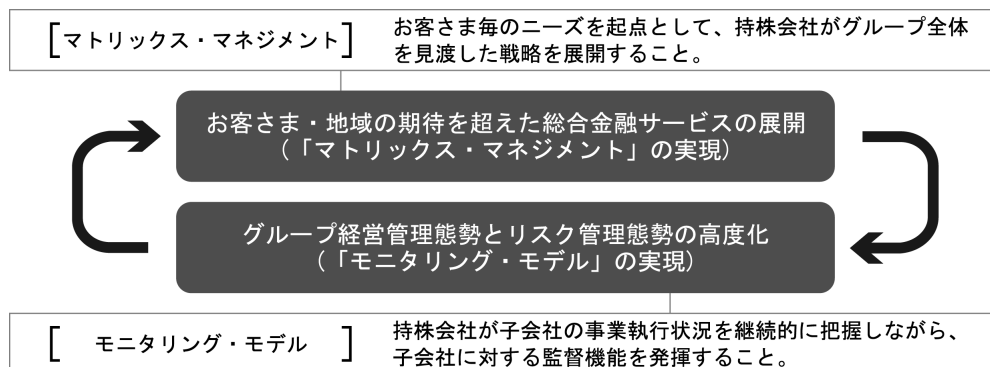 [マトリックス・マネジメント]
お客さま毎のニーズを起点として、持株会社がグループ全体
を見渡した戦略を展開すること。
お客さま・地域の期待を超えた総合金融サービスの展開
（「マトリックス・マネジメント」の実現）
グループ経営管理態勢とリスク管理態勢の高度化
（「モニタリング・モデル」の実現）
[モニタリング・モデル]
持株会社が子会社の事業執行状況を継続的に把握しながら、
子会社に対する監督機能を発揮すること。